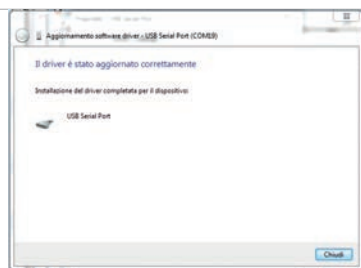 Aggiornamento software driver - USB Serial Port (COM19)
Il driver è stato aggiornato correttamente
Installazione del driver completata per il dispositivo:
USB Serial Port
Chiudi